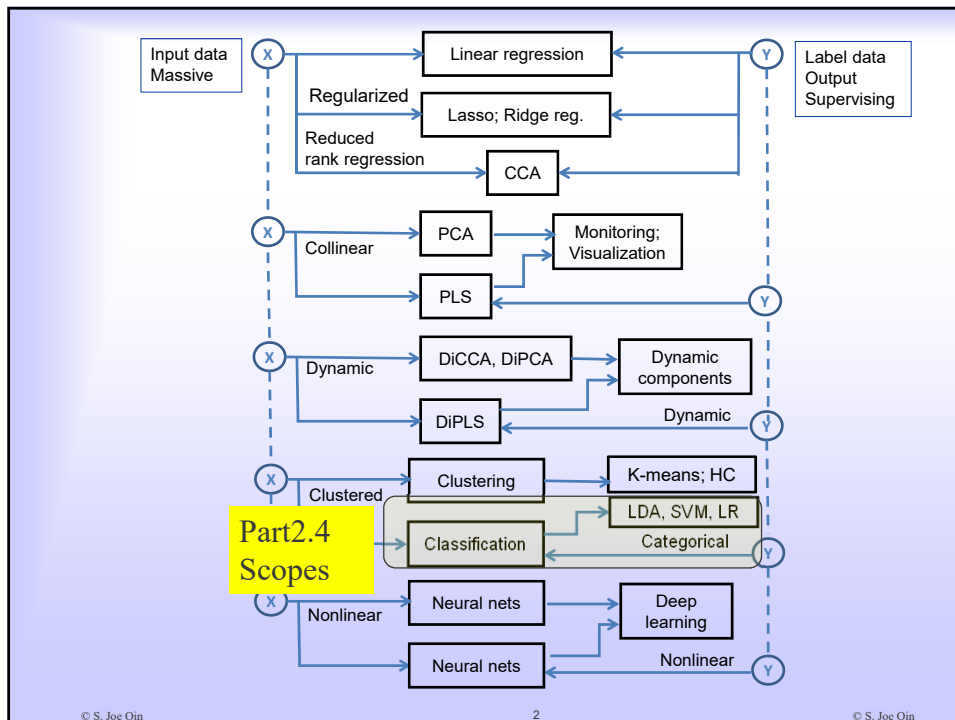 Input data
Massive
X
Linear regression
Y
Label data
Output
Supervising
Regularized
Lasso; Ridge reg.
Reduced
rank regression
CCA
X
PCA
Monitoring;
Visualization
Collinear
PLS
Y
X
DiCCA, DiPCA
Dynamic
components
Dynamic
DiPLS
Dynamic
Y
X
Clustering
K-means; HC
Clustered
LDA, SVM, LR
Part2.4
Scopes
Classification
Categorical
Y
X
Neural nets
Deep
learning
Nonlinear
Neural nets
Nonlinear
Y
© S. Joe Qin
2
© S. Joe Qin